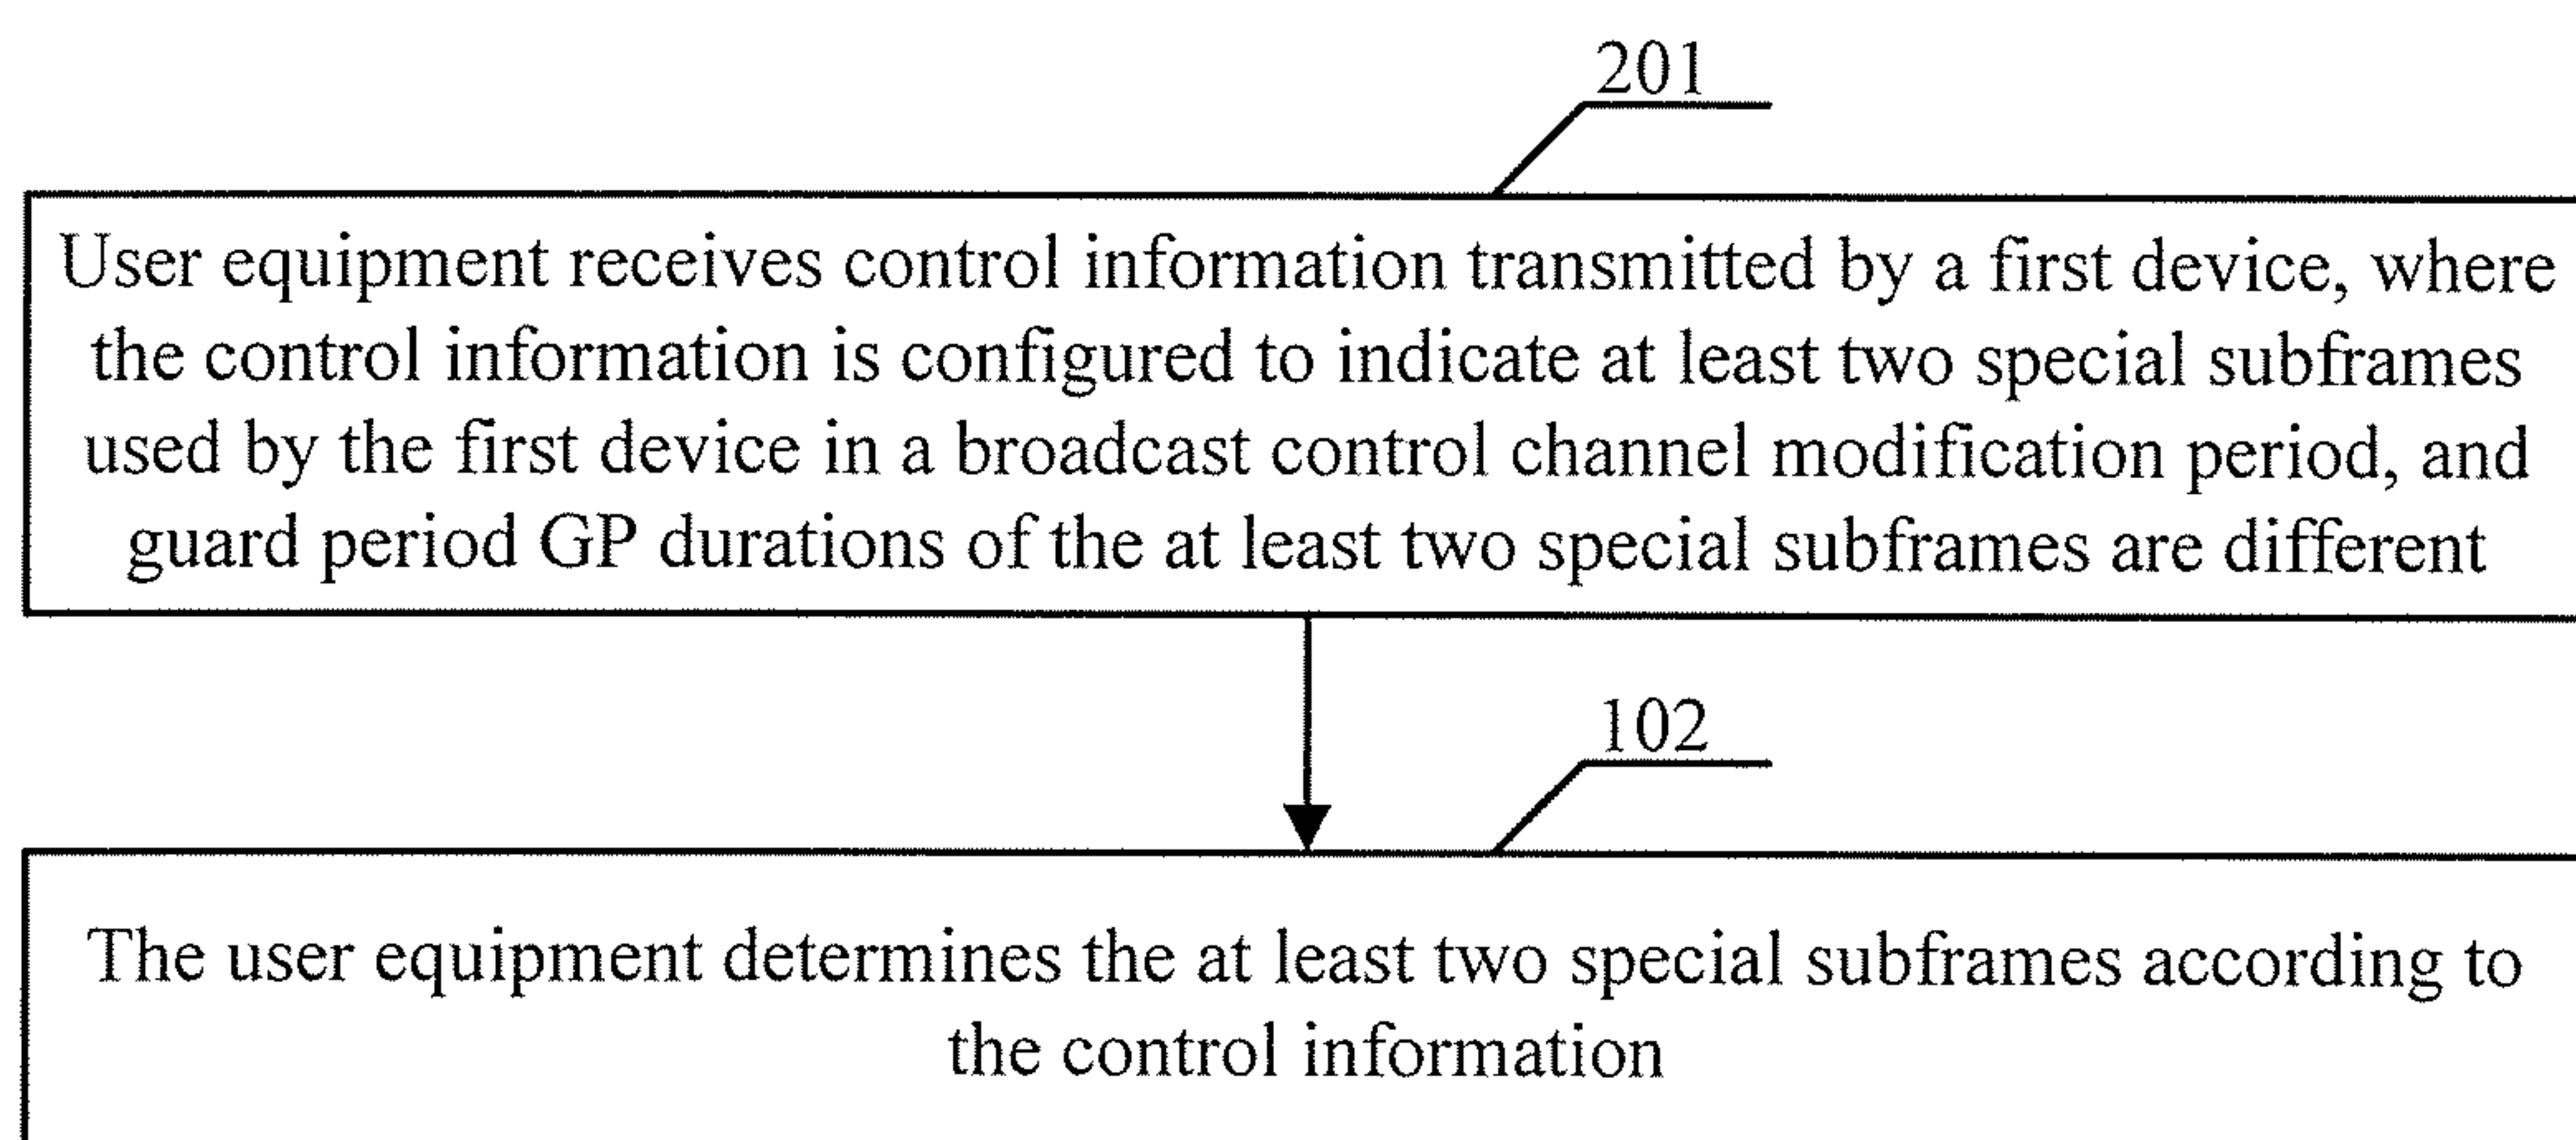 201
User equipment receives control information transmitted by a first device, where
the control information is configured to indicate at least two special subframes
used by the first device in a broadcast control channel modification period, and
guard period GP durations of the at least two special subframes are different
102
The user equipment determines the at least two special subframes according to
the control information